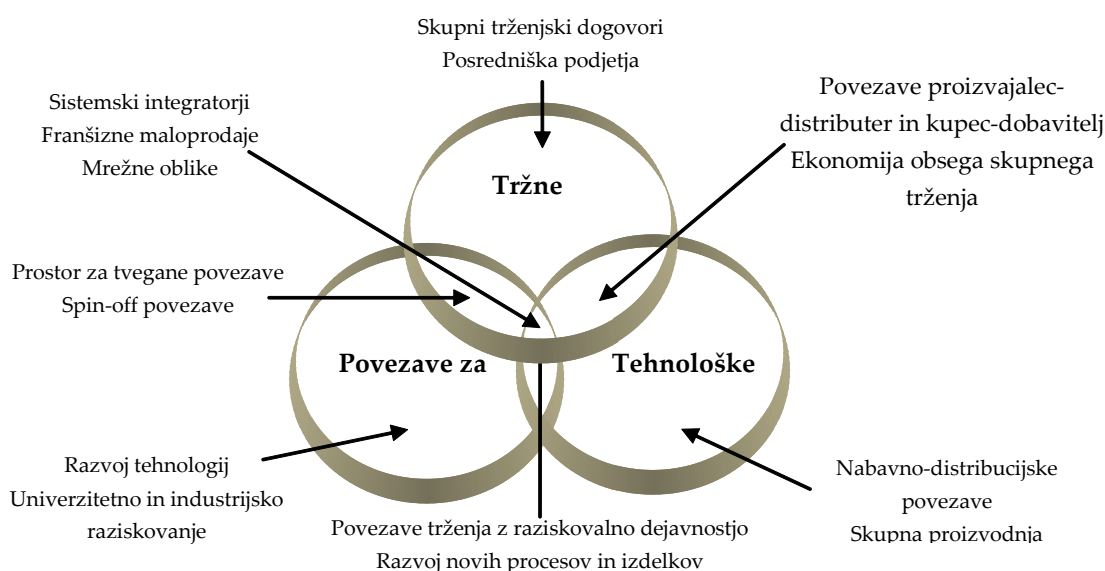 Skupni trženjski dogovori
Posredniška podjetja
Sistemski integratorji
Franšizne maloprodaje
Mrežne oblike
Povezave proizvajalec-
distributer in kupec-dobavitelj
Ekonomija obsega skupnega
trženja
Tržne
Prostor za tvegane povezave
Spin-off povezave
Povezave za
Tehnološke
Razvoj tehnologij
Univerzitetno in industrijsko
raziskovanje
Povezave trženja z raziskovalno dejavnostjo
Razvoj novih procesov in izdelkov
Nabavno-distribucijske
povezave
Skupna proizvodnja